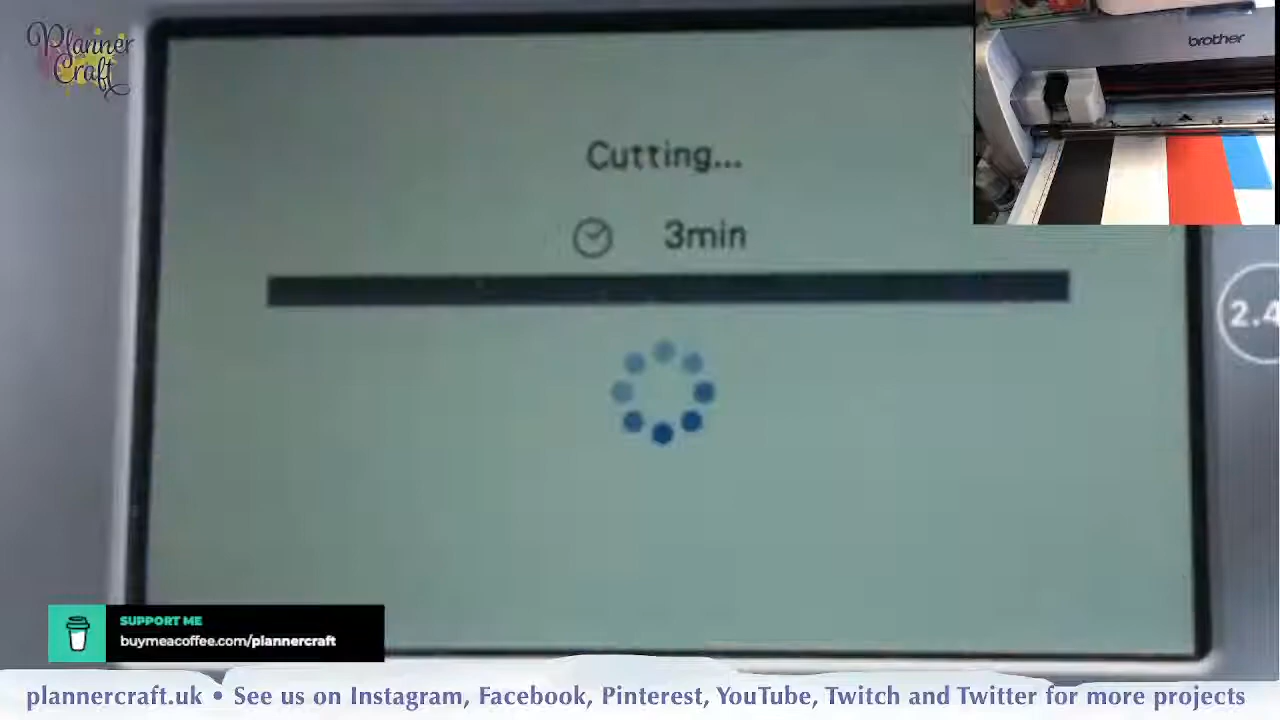 Planner
Craft
brother
Cutting...
3min
2.4
SUPPORT ME
buymeacoffee.com/plannercraft
plannercraft.uk • See us on Instagram, Facebook, Pinterest, YouTube, Twitch and Twitter for more projects